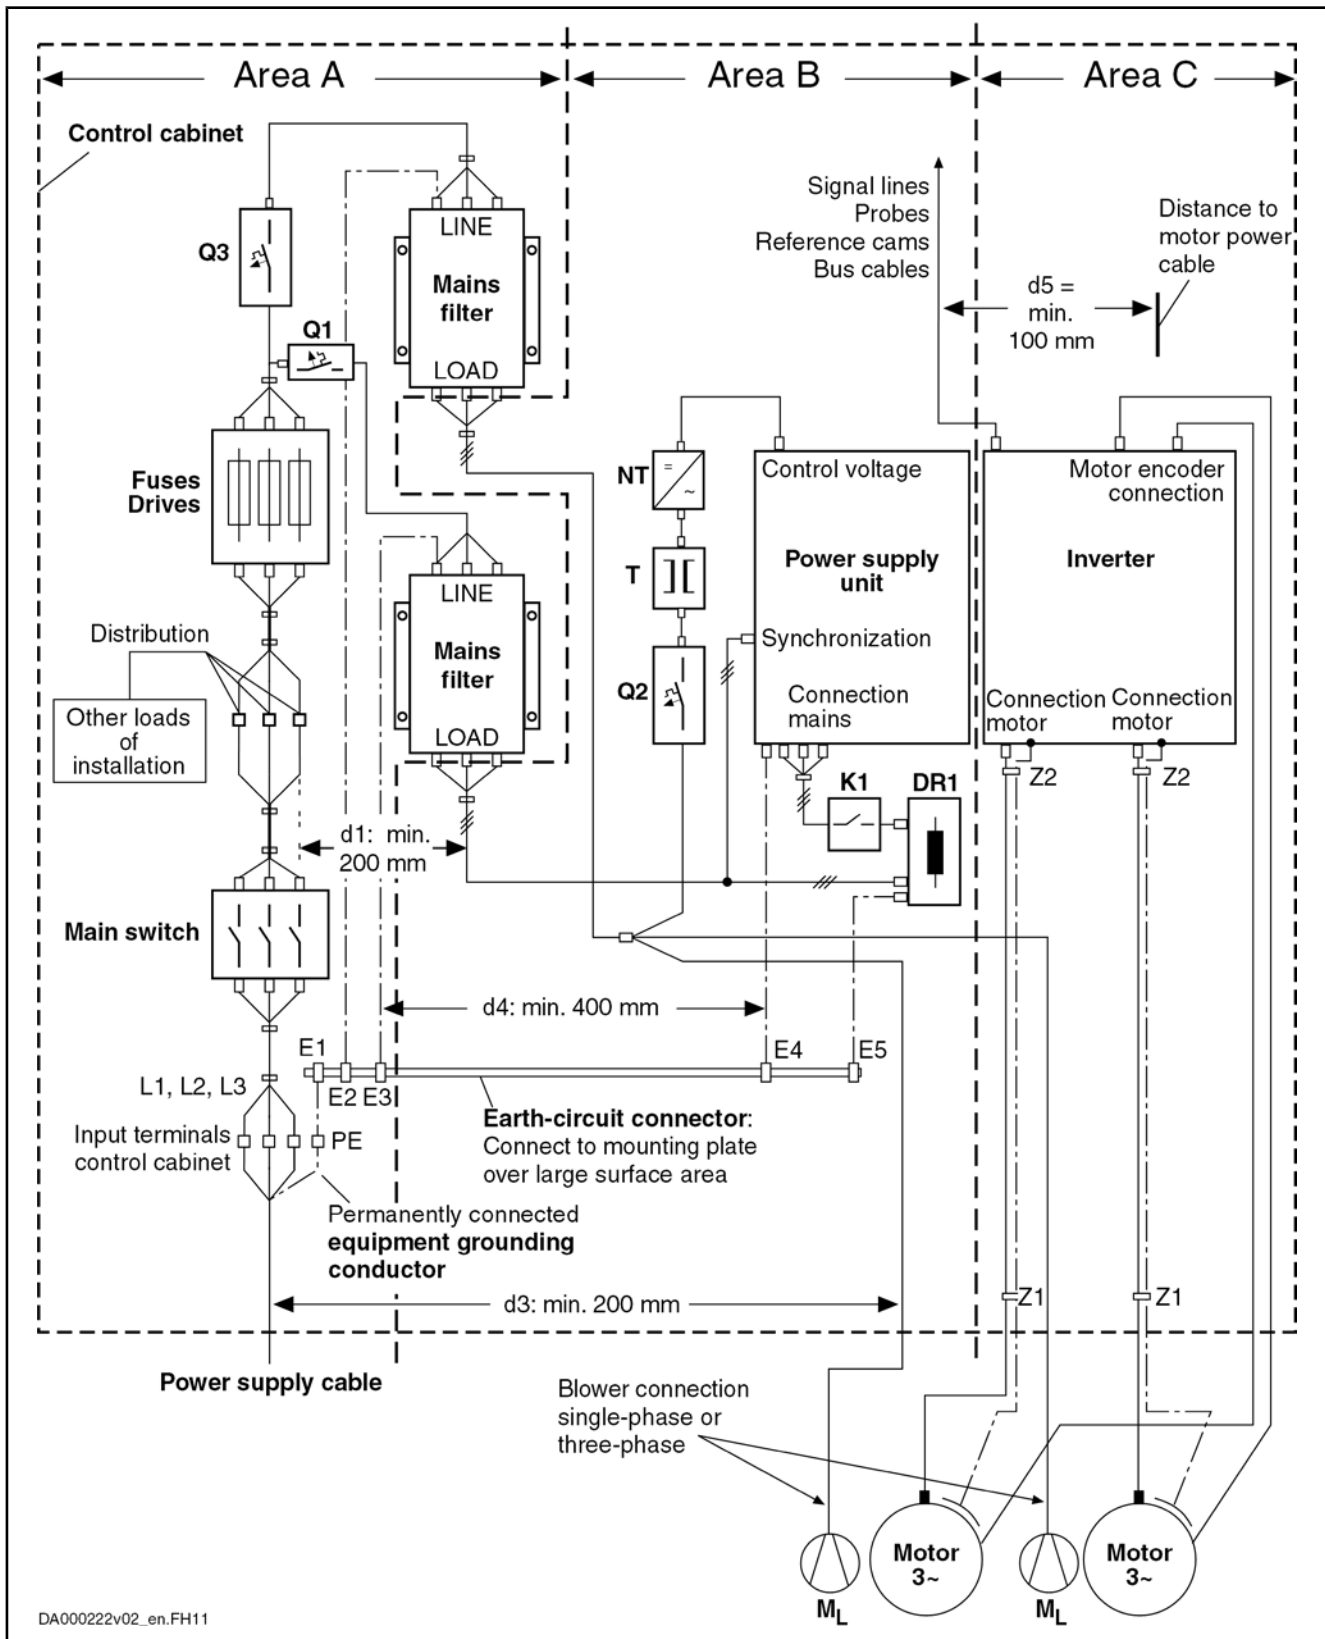 Area A
Area B
Area C
Control cabinet
Signal lines
Probes
Reference cams
Bus cables
Distance to
motor power
cable
d5 =
min.
100 mm
Q3
LINE
Mains
filter
LOAD
Q1
Fuses
Drives
NT
=
~
Control voltage
Motor encoder
connection
Power supply
unit
Inverter
T
LINE
Mains
filter
LOAD
Distribution
Other loads
of
installation
Synchronization
Q2
Connection
mains
Connection
motor
Connection
motor
K1
DR1
Z2
Z2
d1: min.
200 mm
Main switch
d4: min. 400 mm
E1
E2
E3
E4
E5
L1, L2, L3
Input terminals
control cabinet
PE
Earth-circuit connector:
Connect to mounting plate
over large surface area
Permanently connected
equipment grounding
conductor
d3: min. 200 mm
Z1
Z1
Power supply cable
Blower connection
single-phase or
three-phase
Motor
3~
Motor
3~
ML
ML
DA000222v02_en.FH11